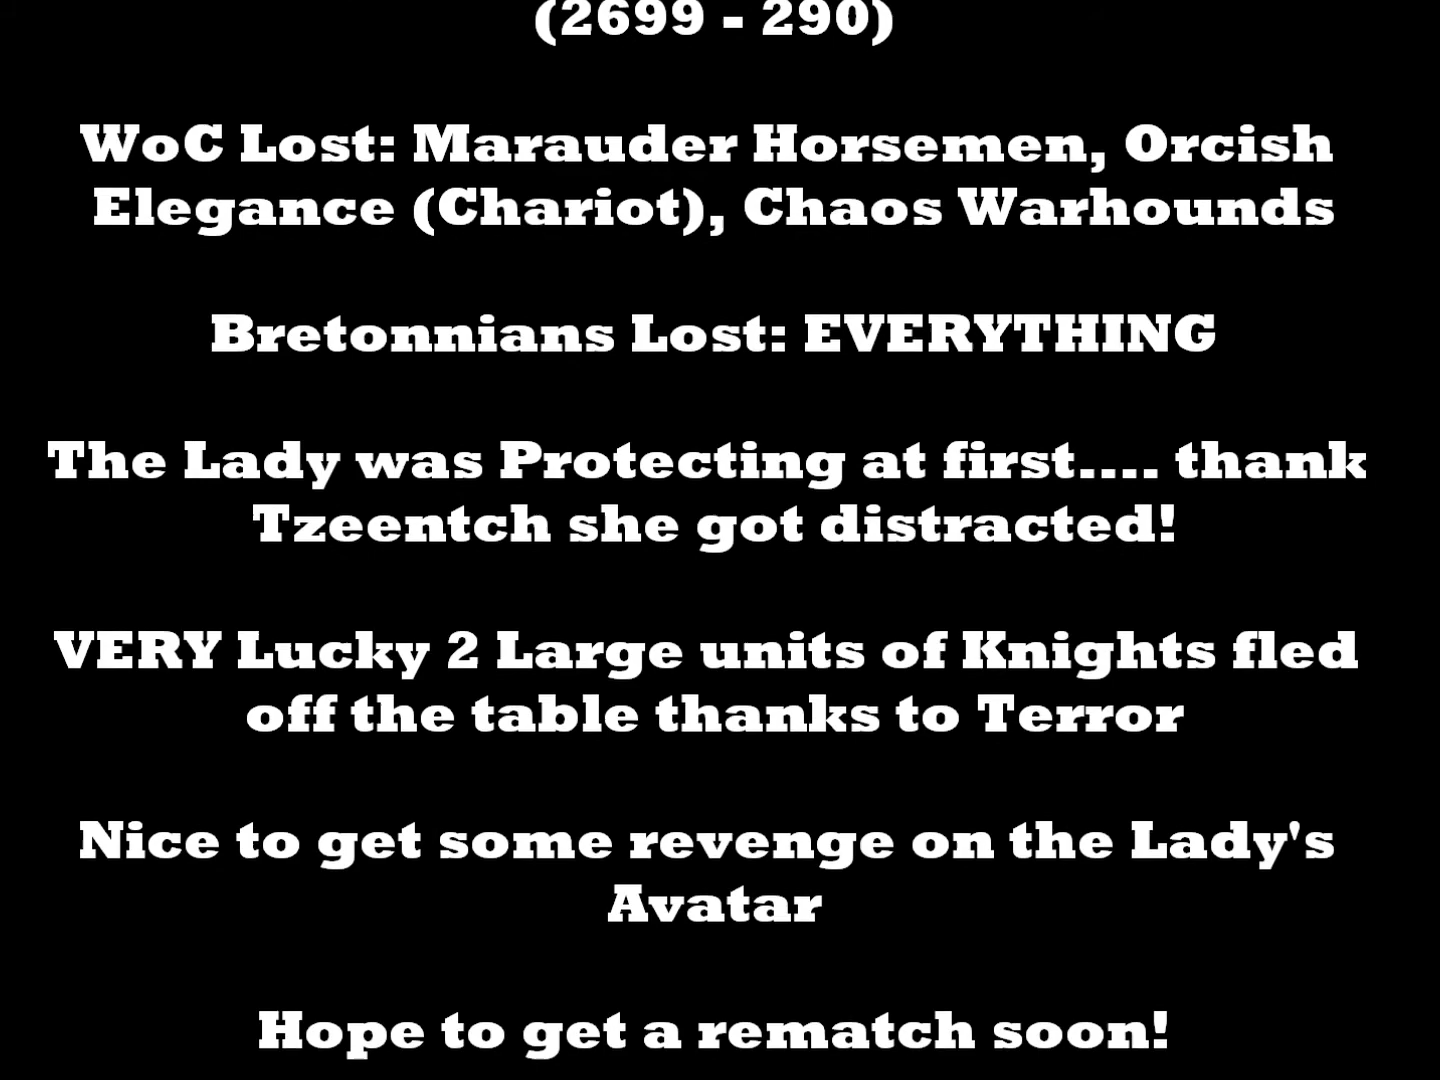 (2699 - 290)
WoC Lost: Marauder Horsemen, Orcish
Elegance (Chariot), Chaos Warhounds
Bretonnians Lost: EVERYTHING
The Lady was Protecting at first.... thank
Tzeentch she got distracted!
VERY Lucky 2 Large units of Knights fled
off the table thanks to Terror
Nice to get some revenge on the Lady's
Avatar
Hope to get a rematch soon!